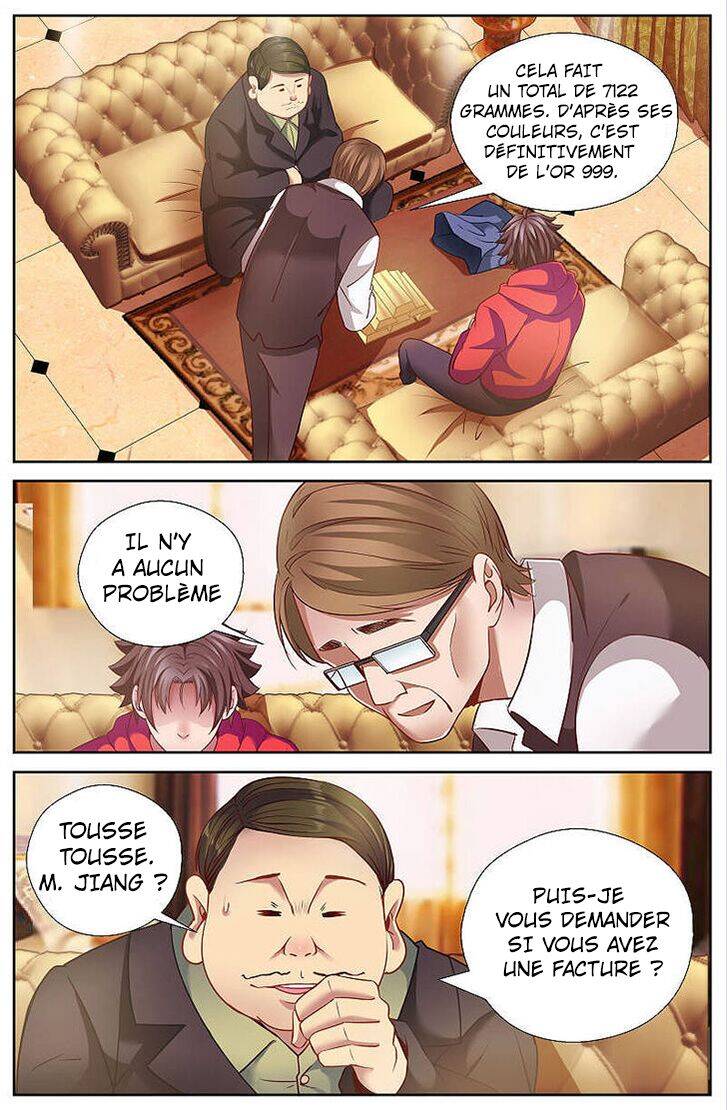 CELA FAIT
UN TOTAL DE 7122
GRAMMES. D'APRÈS SES
COULEURS, C'EST
DÉFINITIVEMENT
DE L'OR 999.
IL N'Y
A AUCUN
PROBLÈME
TOUSSE
TOUSSE.
M. JIANG ?
PUIS-JE
VOUS DEMANDER
SI VOUS AVEZ
UNE FACTURE ?